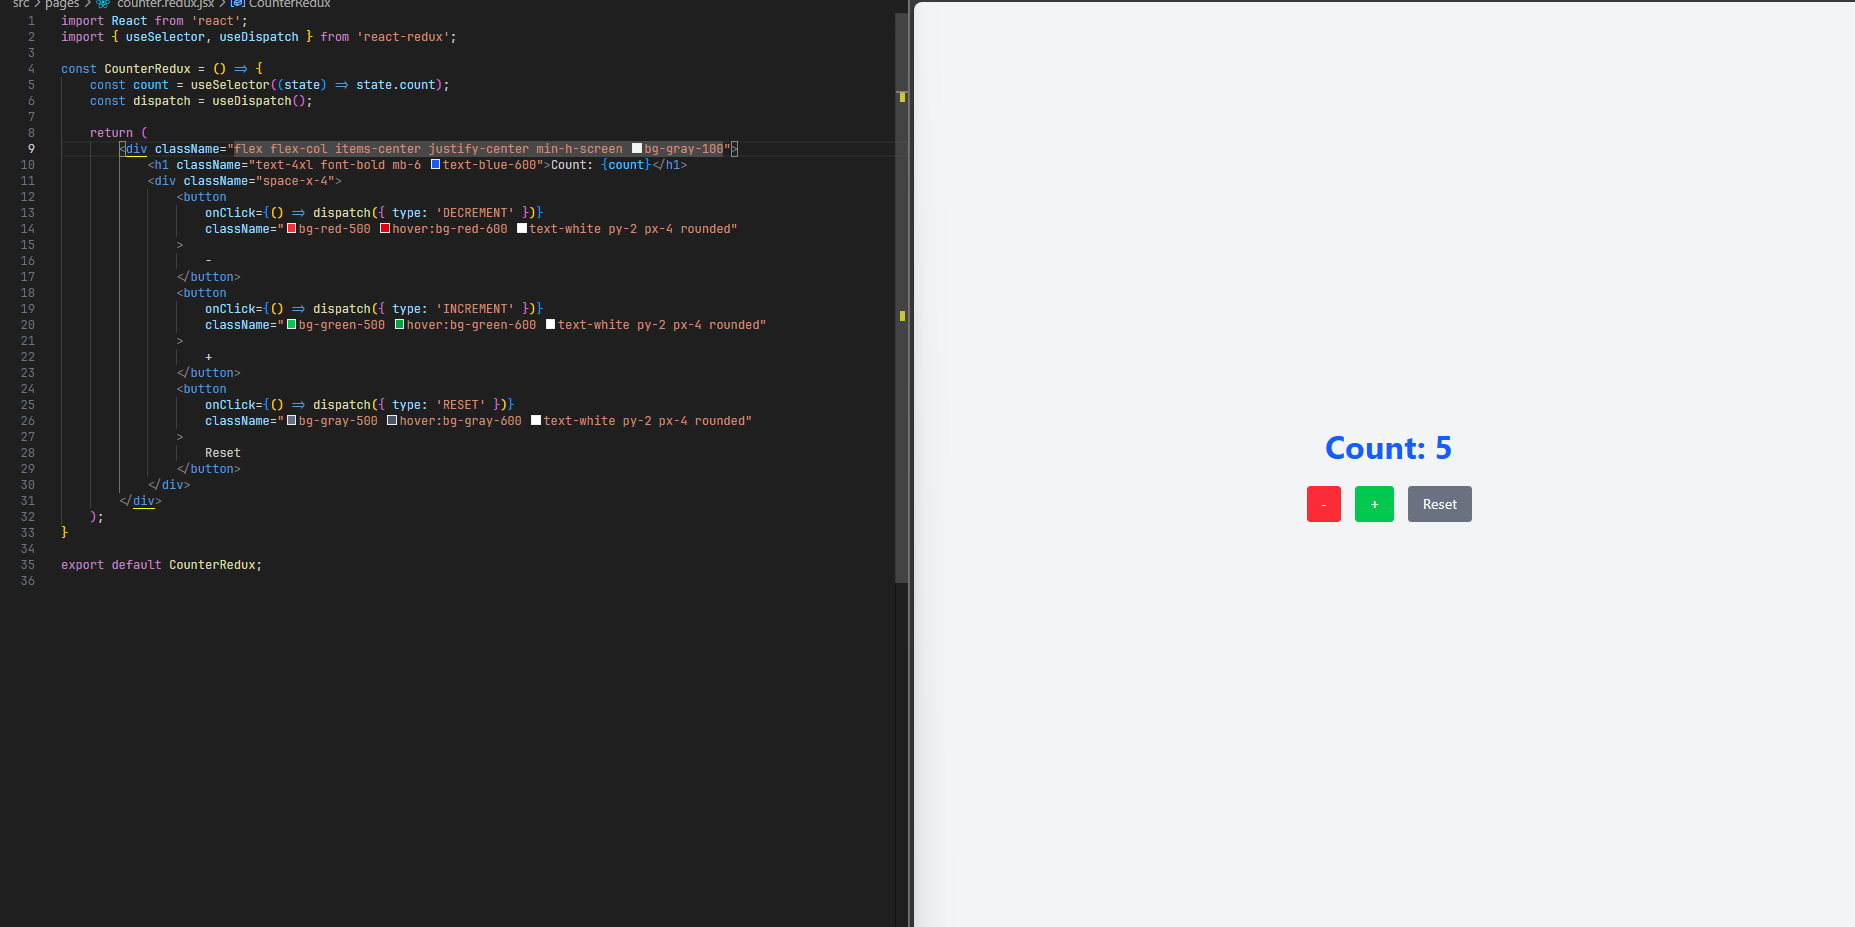 src > pages > counter.redux.jsx > CounterRedux
1 import React from 'react';
2 import { useSelector, useDispatch } from 'react-redux';
3
4 const CounterRedux = () => {
5 const count = useSelector((state) => state.count);
6 const dispatch = useDispatch();
7
8 return (
9 <div className="flex flex-col items-center justify-center min-h-screen bg-gray-100">
10 <h1 className="text-4xl font-bold mb-6 text-blue-600">Count: {count}</h1>
11 <div className="space-x-4">
12 <button
13 onClick={() => dispatch({ type: 'DECREMENT' })}
14 className="bg-red-500 hover:bg-red-600 text-white py-2 px-4 rounded"
15 >
16 -
17 </button>
18 <button
19 onClick={() => dispatch({ type: 'INCREMENT' })}
20 className="bg-green-500 hover:bg-green-600 text-white py-2 px-4 rounded"
21 >
22 +
23 </button>
24 <button
25 onClick={() => dispatch({ type: 'RESET' })}
26 className="bg-gray-500 hover:bg-gray-600 text-white py-2 px-4 rounded"
27 >
28 Reset
29 </button>
30 </div>
31 </div>
32 );
33 }
34
35 export default CounterRedux;
36
Count: 5
- + Reset